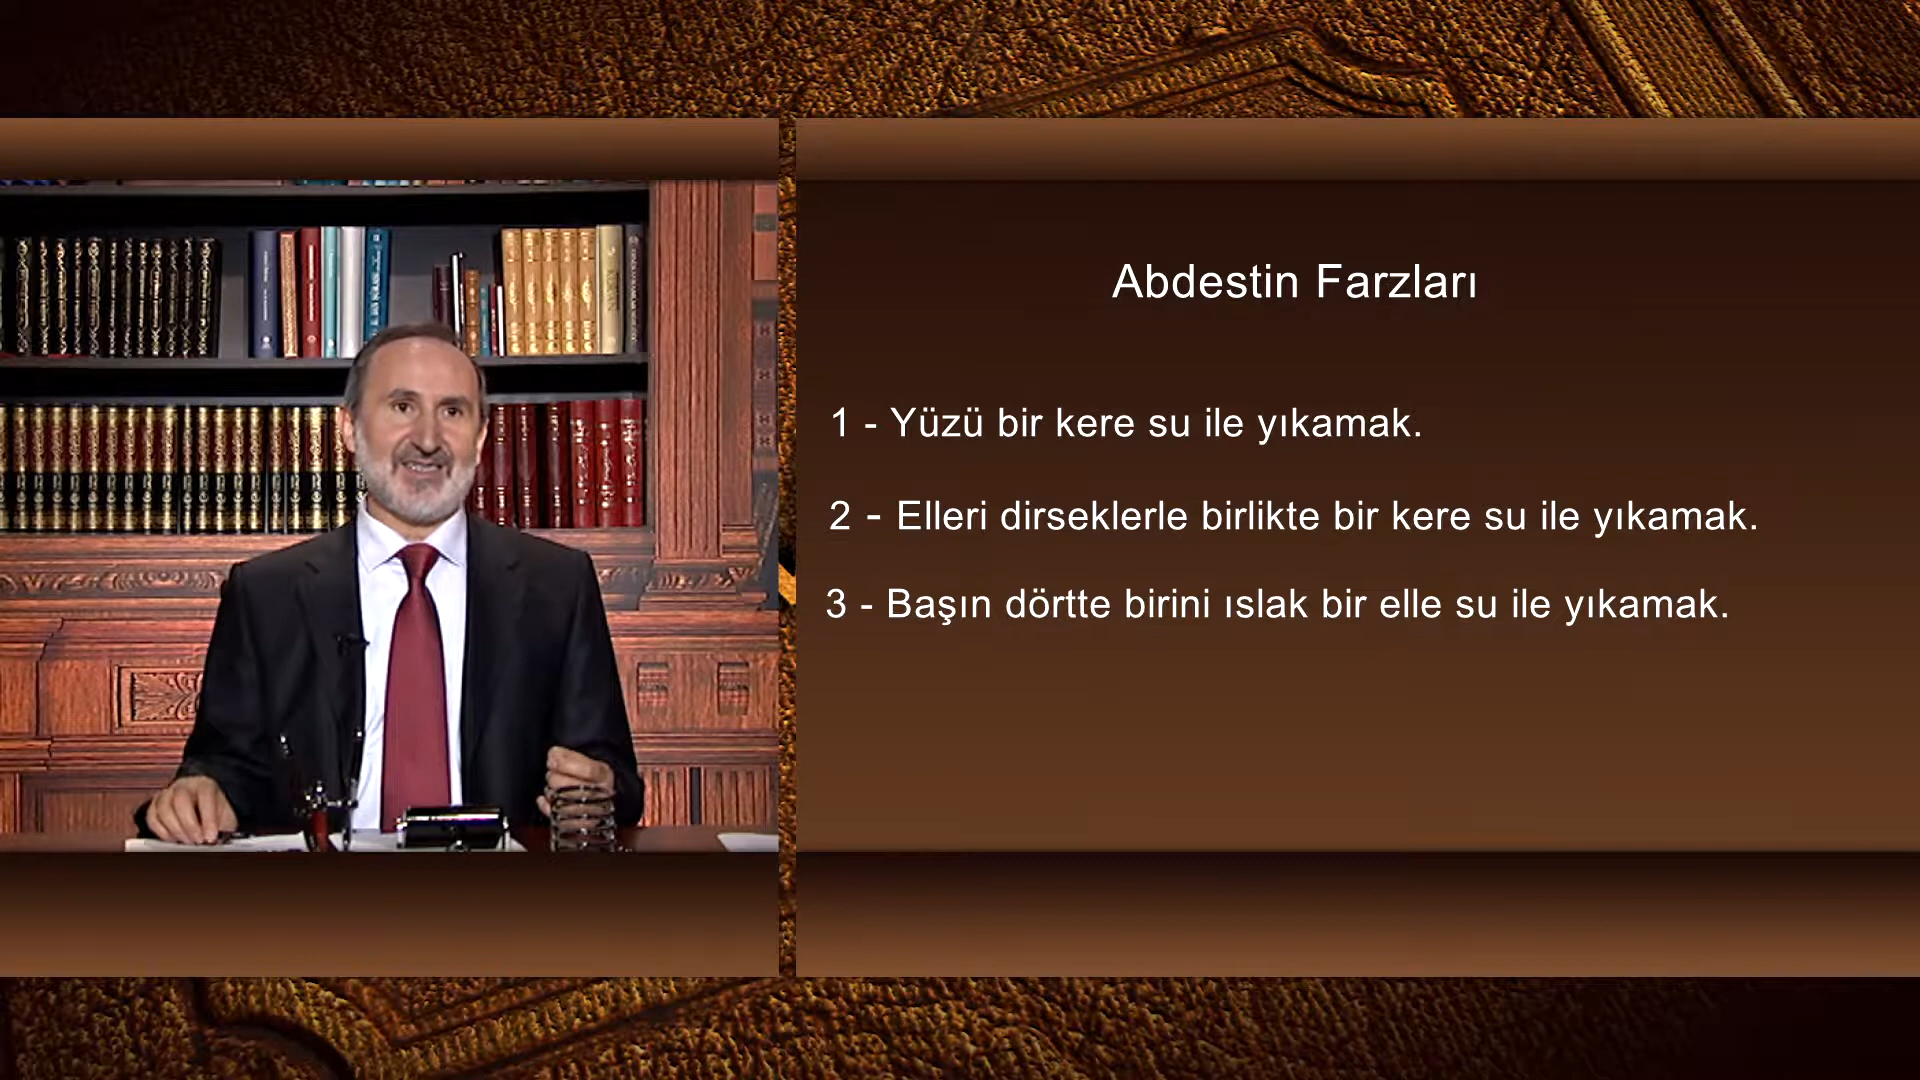 Abdestin Farzları
1 - Yüzü bir kere su ile yıkamak.
2 - Elleri dirseklerle birlikte bir kere su ile yıkamak.
3 - Başın dörtte birini ıslak bir elle su ile yıkamak.